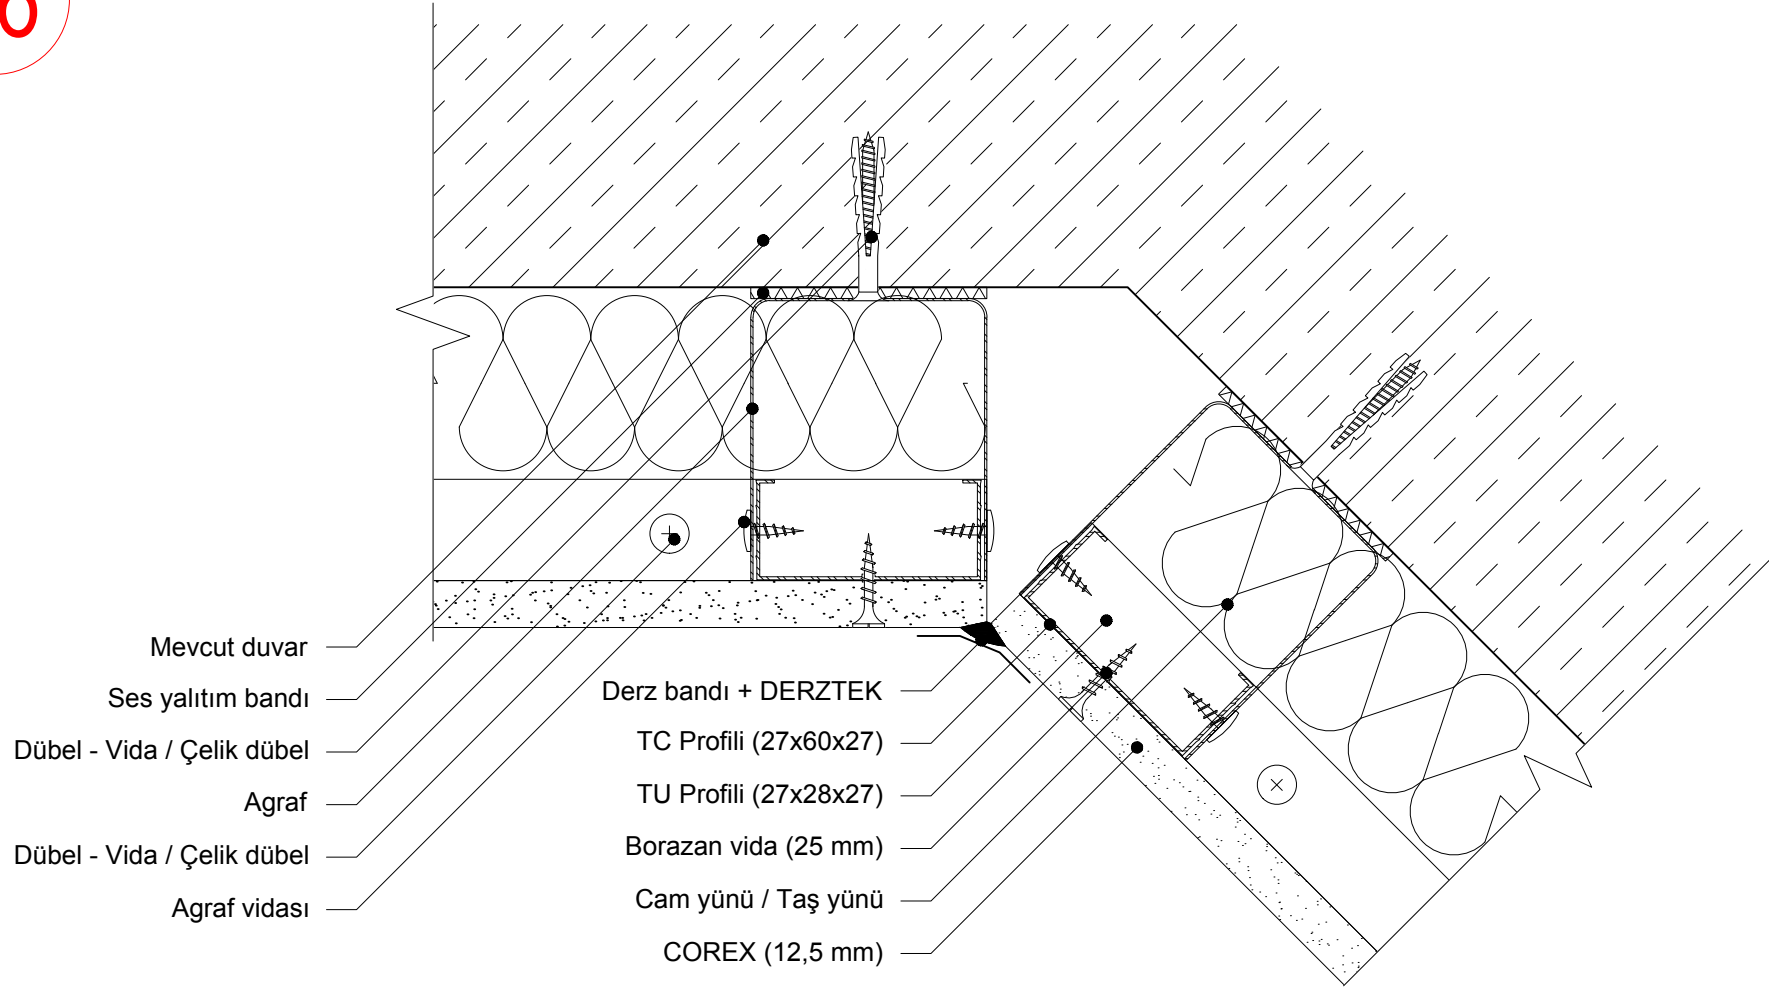 Mevcut duvar
Ses yalıtım bandı
Dübel - Vida / Çelik dübel
Agraf
Dübel - Vida / Çelik dübel
Agraf vidası
Derz bandı + DERZTEK
TC Profili (27x60x27)
TU Profili (27x28x27)
Borazan vida (25 mm)
Cam yünü / Taş yünü
COREX (12,5 mm)